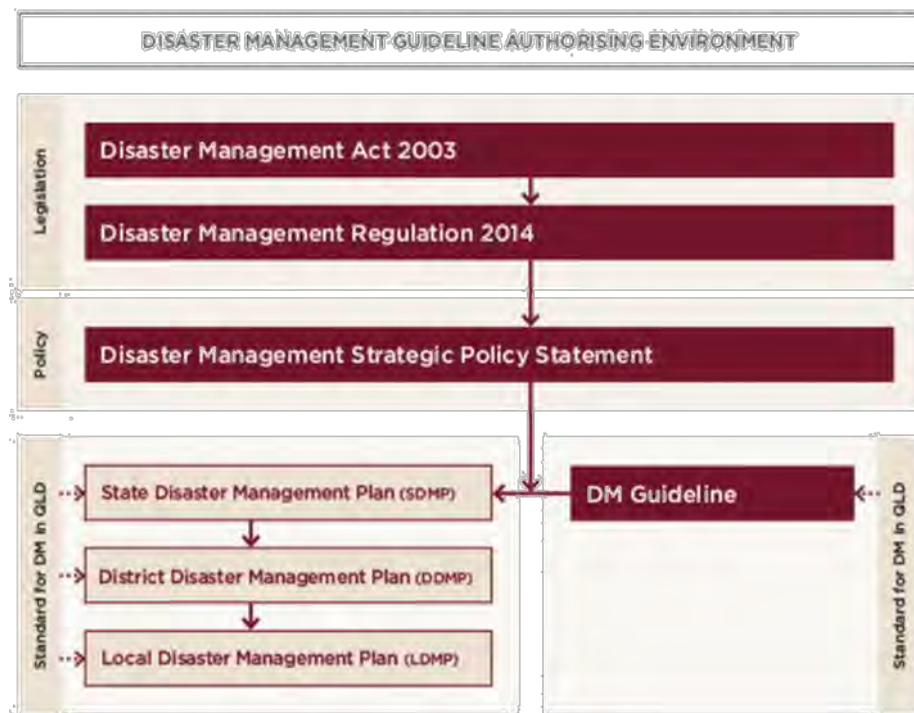 DISASTER MANAGEMENT GUIDELINE AUTHORISING ENVIRONMENT
Legislation
Disaster Management Act 2003
Disaster Management Regulation 2014
Policy
Disaster Management Strategic Policy Statement
Standard for DM in QLD
State Disaster Management Plan (SDMP)
District Disaster Management Plan (DDMP)
Local Disaster Management Plan (LDMP)
DM Guideline
Standard for DM in QLD